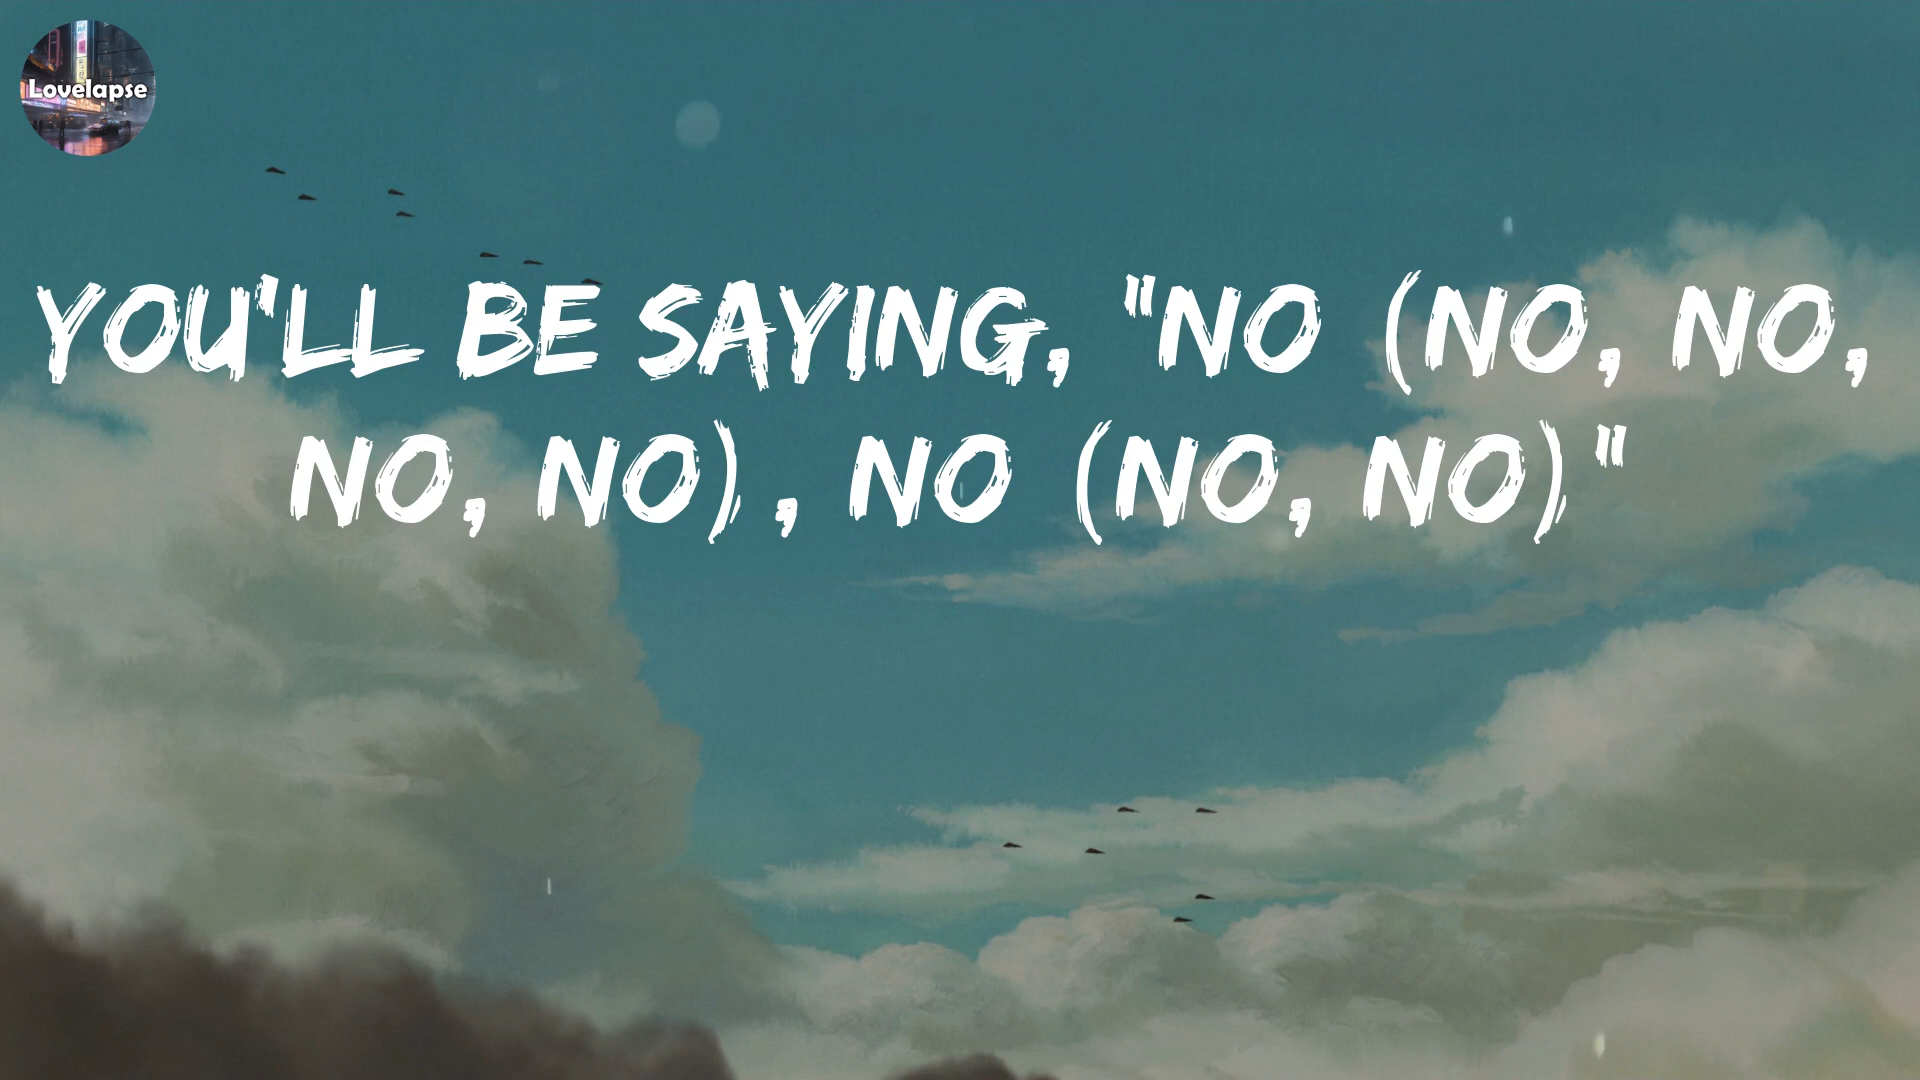 Lovelapse
YOU'LL BE SAYING, "NO (NO, NO,
NO, NO), NO (NO, NO)"